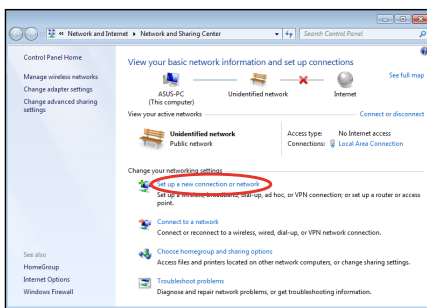 « Network and Internet ▸ Network and Sharing Center
Search Control Panel
Control Panel Home
Manage wireless networks
Change adapter settings
Change advanced sharing
settings
See also
HomeGroup
Internet Options
Windows Firewall
View your basic network information and set up connections
See full map
ASUS-PC
(This computer)
Unidentified network
Internet
View your active networks
Connect or disconnect
Unidentified network
Public network
Access type: No Internet access
Connections: Local Area Connection
Change your networking settings
Set up a new connection or network
Set up a wireless, broadband, dial-up, ad hoc, or VPN connection; or set up a router or access
point.
Connect to a network
Connect or reconnect to a wireless, wired, dial-up, or VPN network connection.
Choose homegroup and sharing options
Access files and printers located on other network computers, or change sharing settings.
Troubleshoot problems
Diagnose and repair network problems, or get troubleshooting information.